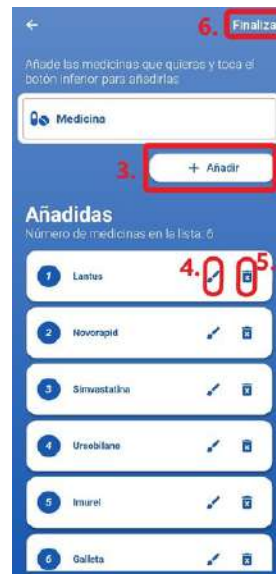 6. Finaliza
Añade las medicinas que quieras y toca el
botón inferior para añadirlas
Medicina
3. + Añadir
Añadidas
Número de medicinas en la lista: 6
4. 5.
1 Lantus
2 Novorapid
3 Simvastatina
4 Ursobilane
5 Imurel
6 Galleta